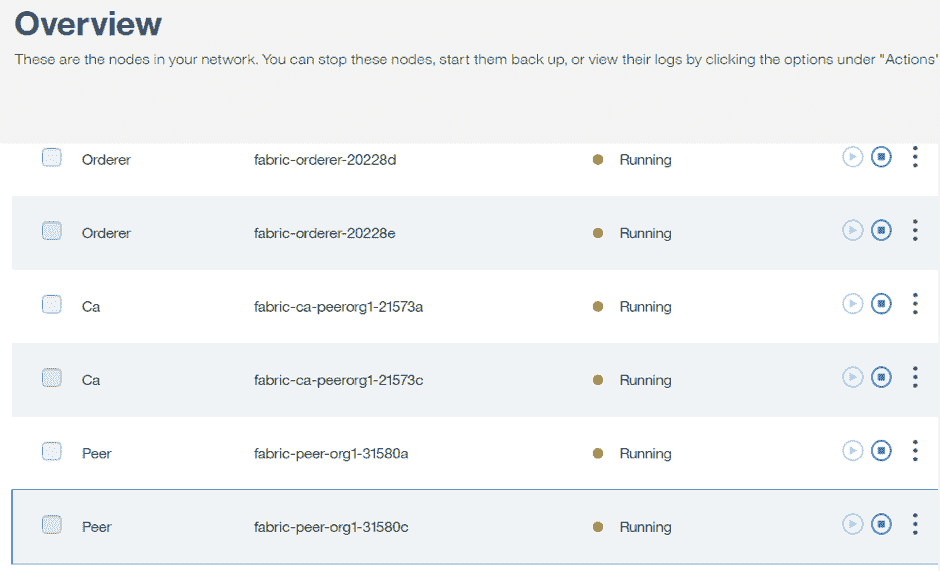 Overview
These are the nodes in your network. You can stop these nodes, start them back up, or view their logs by clicking the options under "Actions"
Orderer fabric-orderer-20228d Running
Orderer fabric-orderer-20228e Running
Ca fabric-ca-peerorg1-21573a Running
Ca fabric-ca-peerorg1-21573c Running
Peer fabric-peer-org1-31580a Running
Peer fabric-peer-org1-31580c Running